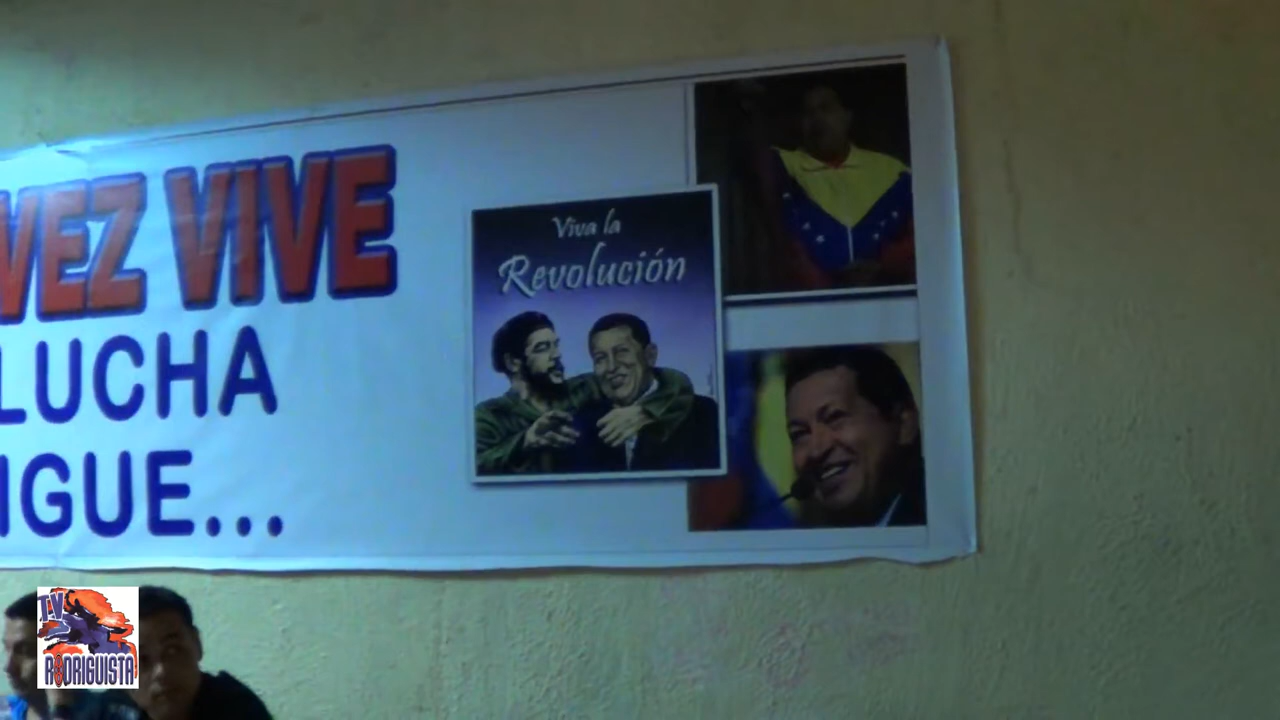 VEZ VIVE
LUCHA
IGUE...
Viva la
Revolución
TV
RODRIGUISTA